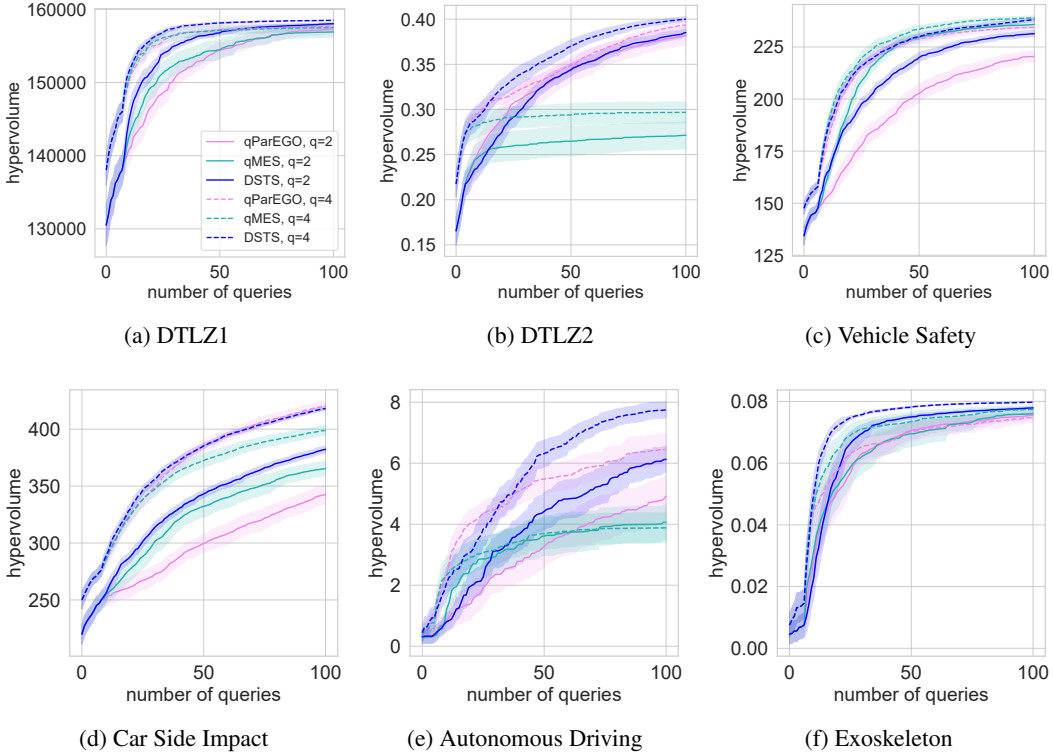 160000
150000
140000
130000
hypervolume
qParEGO, q=2
qMES, q=2
DSTS, q=2
qParEGO, q=4
qMES, q=4
DSTS, q=4
0 50 100
number of queries
(a) DTLZ1
0.40
0.35
0.30
0.25
0.20
0.15
hypervolume
0 50 100
number of queries
(b) DTLZ2
225
200
175
150
125
hypervolume
0 50 100
number of queries
(c) Vehicle Safety
400
350
300
250
hypervolume
0 50 100
number of queries
(d) Car Side Impact
8
6
4
2
0
hypervolume
0 50 100
number of queries
(e) Autonomous Driving
0.08
0.06
0.04
0.02
0.00
hypervolume
0 50 100
number of queries
(f) Exoskeleton